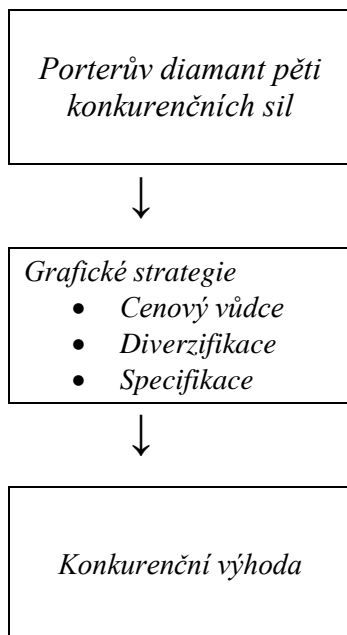 Porterův diamant pěti
konkurenčních sil
↓
Grafické strategie
• Cenový vůdce
• Diverzifikace
• Specifikace
↓
Konkurenční výhoda